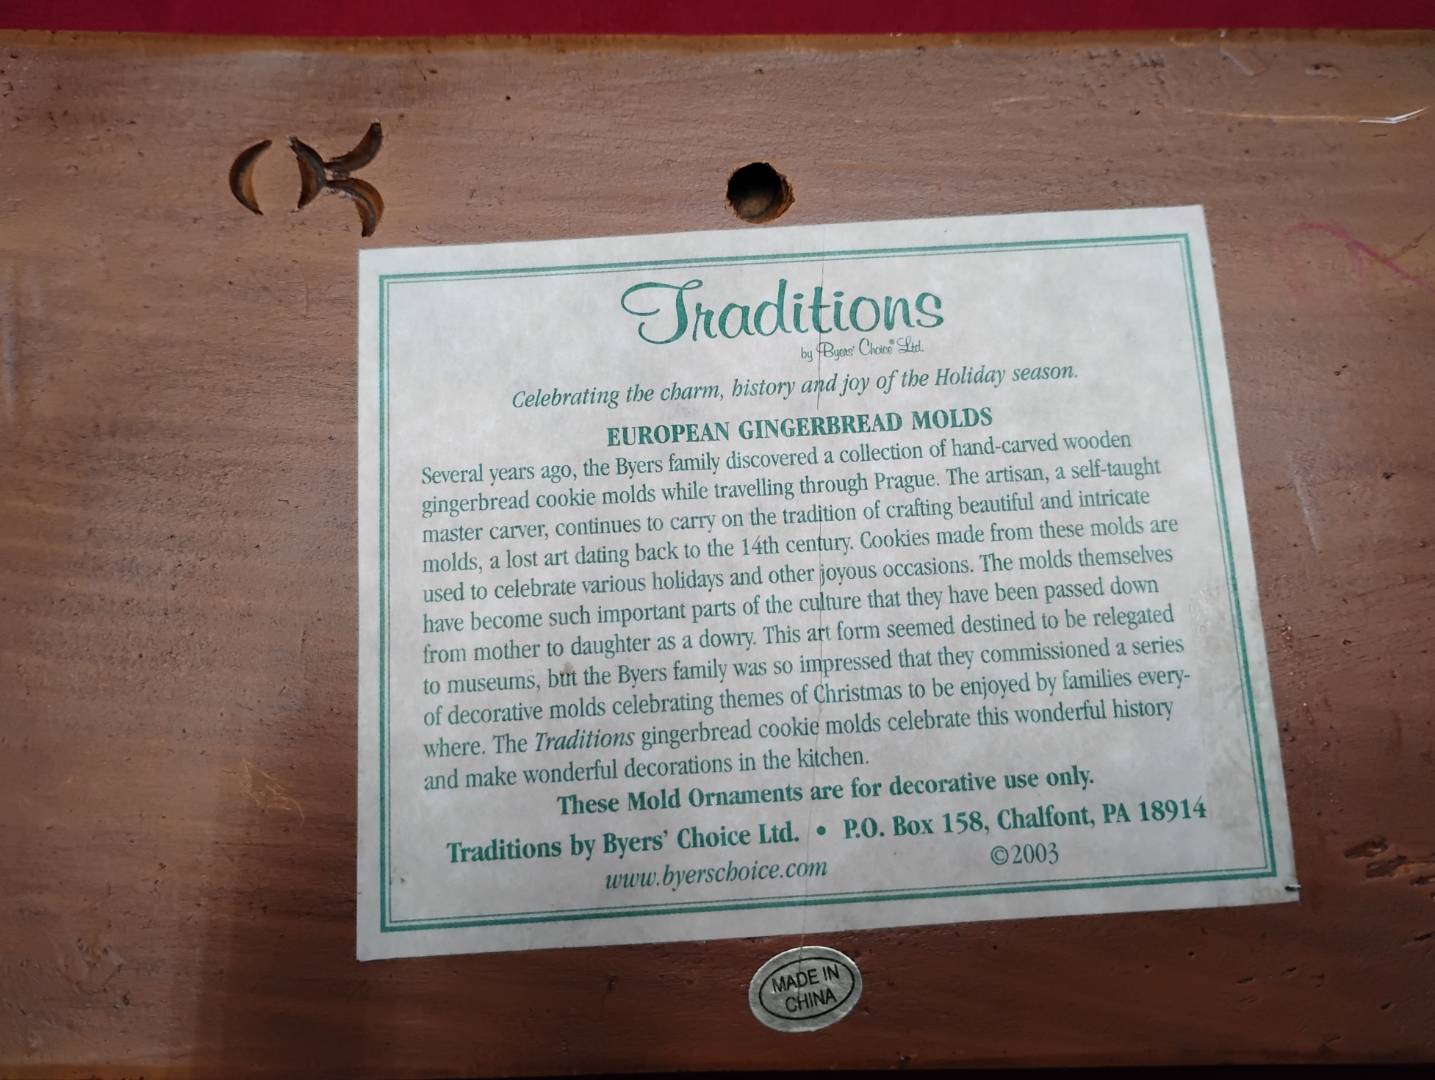 CK
Traditions
by Byers' Choice® Ltd.
Celebrating the charm, history and joy of the Holiday season.
EUROPEAN GINGERBREAD MOLDS
Several years ago, the Byers family discovered a collection of hand-carved wooden
gingerbread cookie molds while travelling through Prague. The artisan, a self-taught
master carver, continues to carry on the tradition of crafting beautiful and intricate
molds, a lost art dating back to the 14th century. Cookies made from these molds are
used to celebrate various holidays and other joyous occasions. The molds themselves
have become such important parts of the culture that they have been passed down
from mother to daughter as a dowry. This art form seemed destined to be relegated
to museums, but the Byers family was so impressed that they commissioned a series
of decorative molds celebrating themes of Christmas to be enjoyed by families every-
where. The Traditions gingerbread cookie molds celebrate this wonderful history
and make wonderful decorations in the kitchen.
These Mold Ornaments are for decorative use only.
Traditions by Byers' Choice Ltd. • P.O. Box 158, Chalfont, PA 18914
www.byerschoice.com ©2003
MADE IN
CHINA